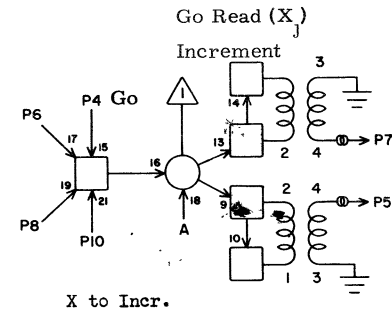 Go Read (XJ)
Increment
3
1
P4 Go
14
P6
P7
17
15
13
2
4
16
2
4
19
18
9
P5
21
P8
A
10
P10
1
3
X to Incr.